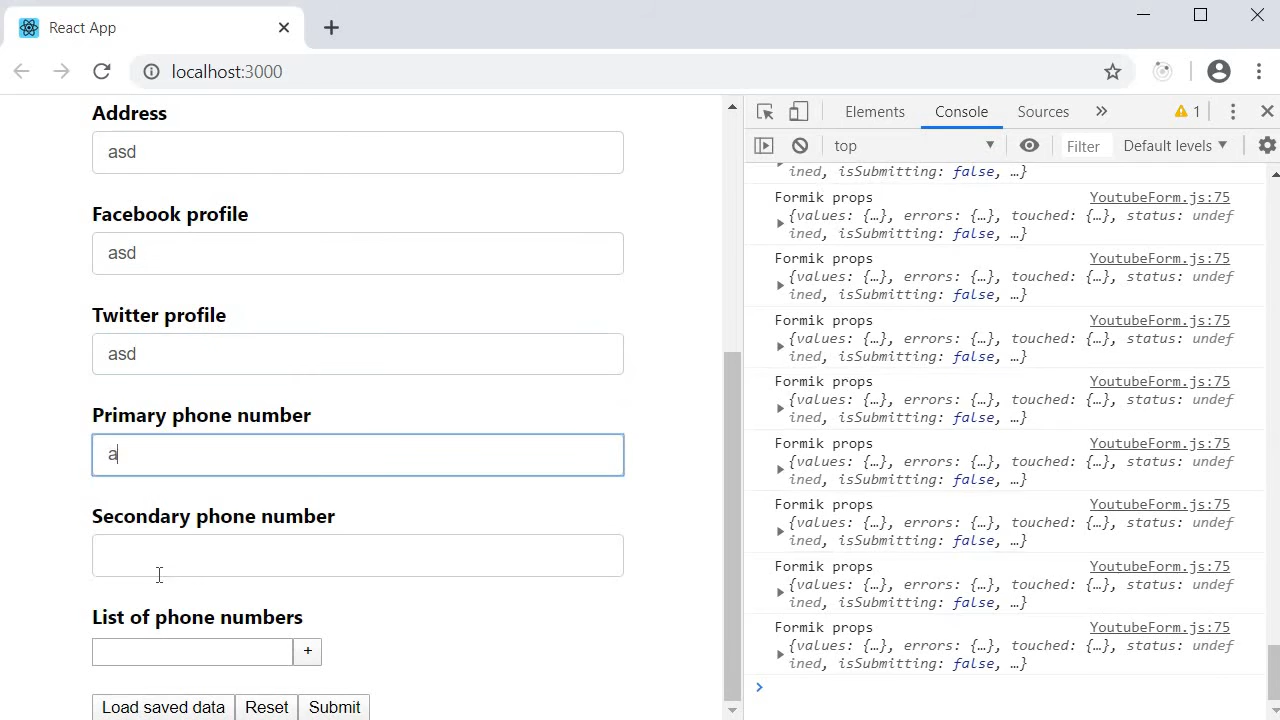 React App
localhost:3000
Address
asd
Facebook profile
asd
Twitter profile
asd
Primary phone number
a
Secondary phone number
List of phone numbers
+
Load saved data Reset Submit
Elements Console Sources » 1
top Filter Default levels
ined, isSubmitting: false, …}
Formik props YoutubeForm.js:75
{values: {…}, errors: {…}, touched: {…}, status: undef
ined, isSubmitting: false, …}
Formik props YoutubeForm.js:75
{values: {…}, errors: {…}, touched: {…}, status: undef
ined, isSubmitting: false, …}
Formik props YoutubeForm.js:75
{values: {…}, errors: {…}, touched: {…}, status: undef
ined, isSubmitting: false, …}
Formik props YoutubeForm.js:75
{values: {…}, errors: {…}, touched: {…}, status: undef
ined, isSubmitting: false, …}
Formik props YoutubeForm.js:75
{values: {…}, errors: {…}, touched: {…}, status: undef
ined, isSubmitting: false, …}
Formik props YoutubeForm.js:75
{values: {…}, errors: {…}, touched: {…}, status: undef
ined, isSubmitting: false, …}
Formik props YoutubeForm.js:75
{values: {…}, errors: {…}, touched: {…}, status: undef
ined, isSubmitting: false, …}
Formik props YoutubeForm.js:75
{values: {…}, errors: {…}, touched: {…}, status: undef
ined, isSubmitting: false, …}